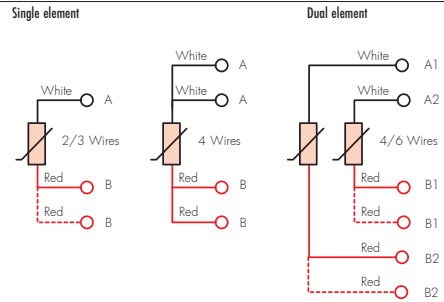 Single element
Dual element
White A
White A
White A
2/3 Wires
4 Wires
Red B
Red B
Red B
Red B
White A1
White A2
4/6 Wires
Red B1
Red B1
Red B2
Red B2